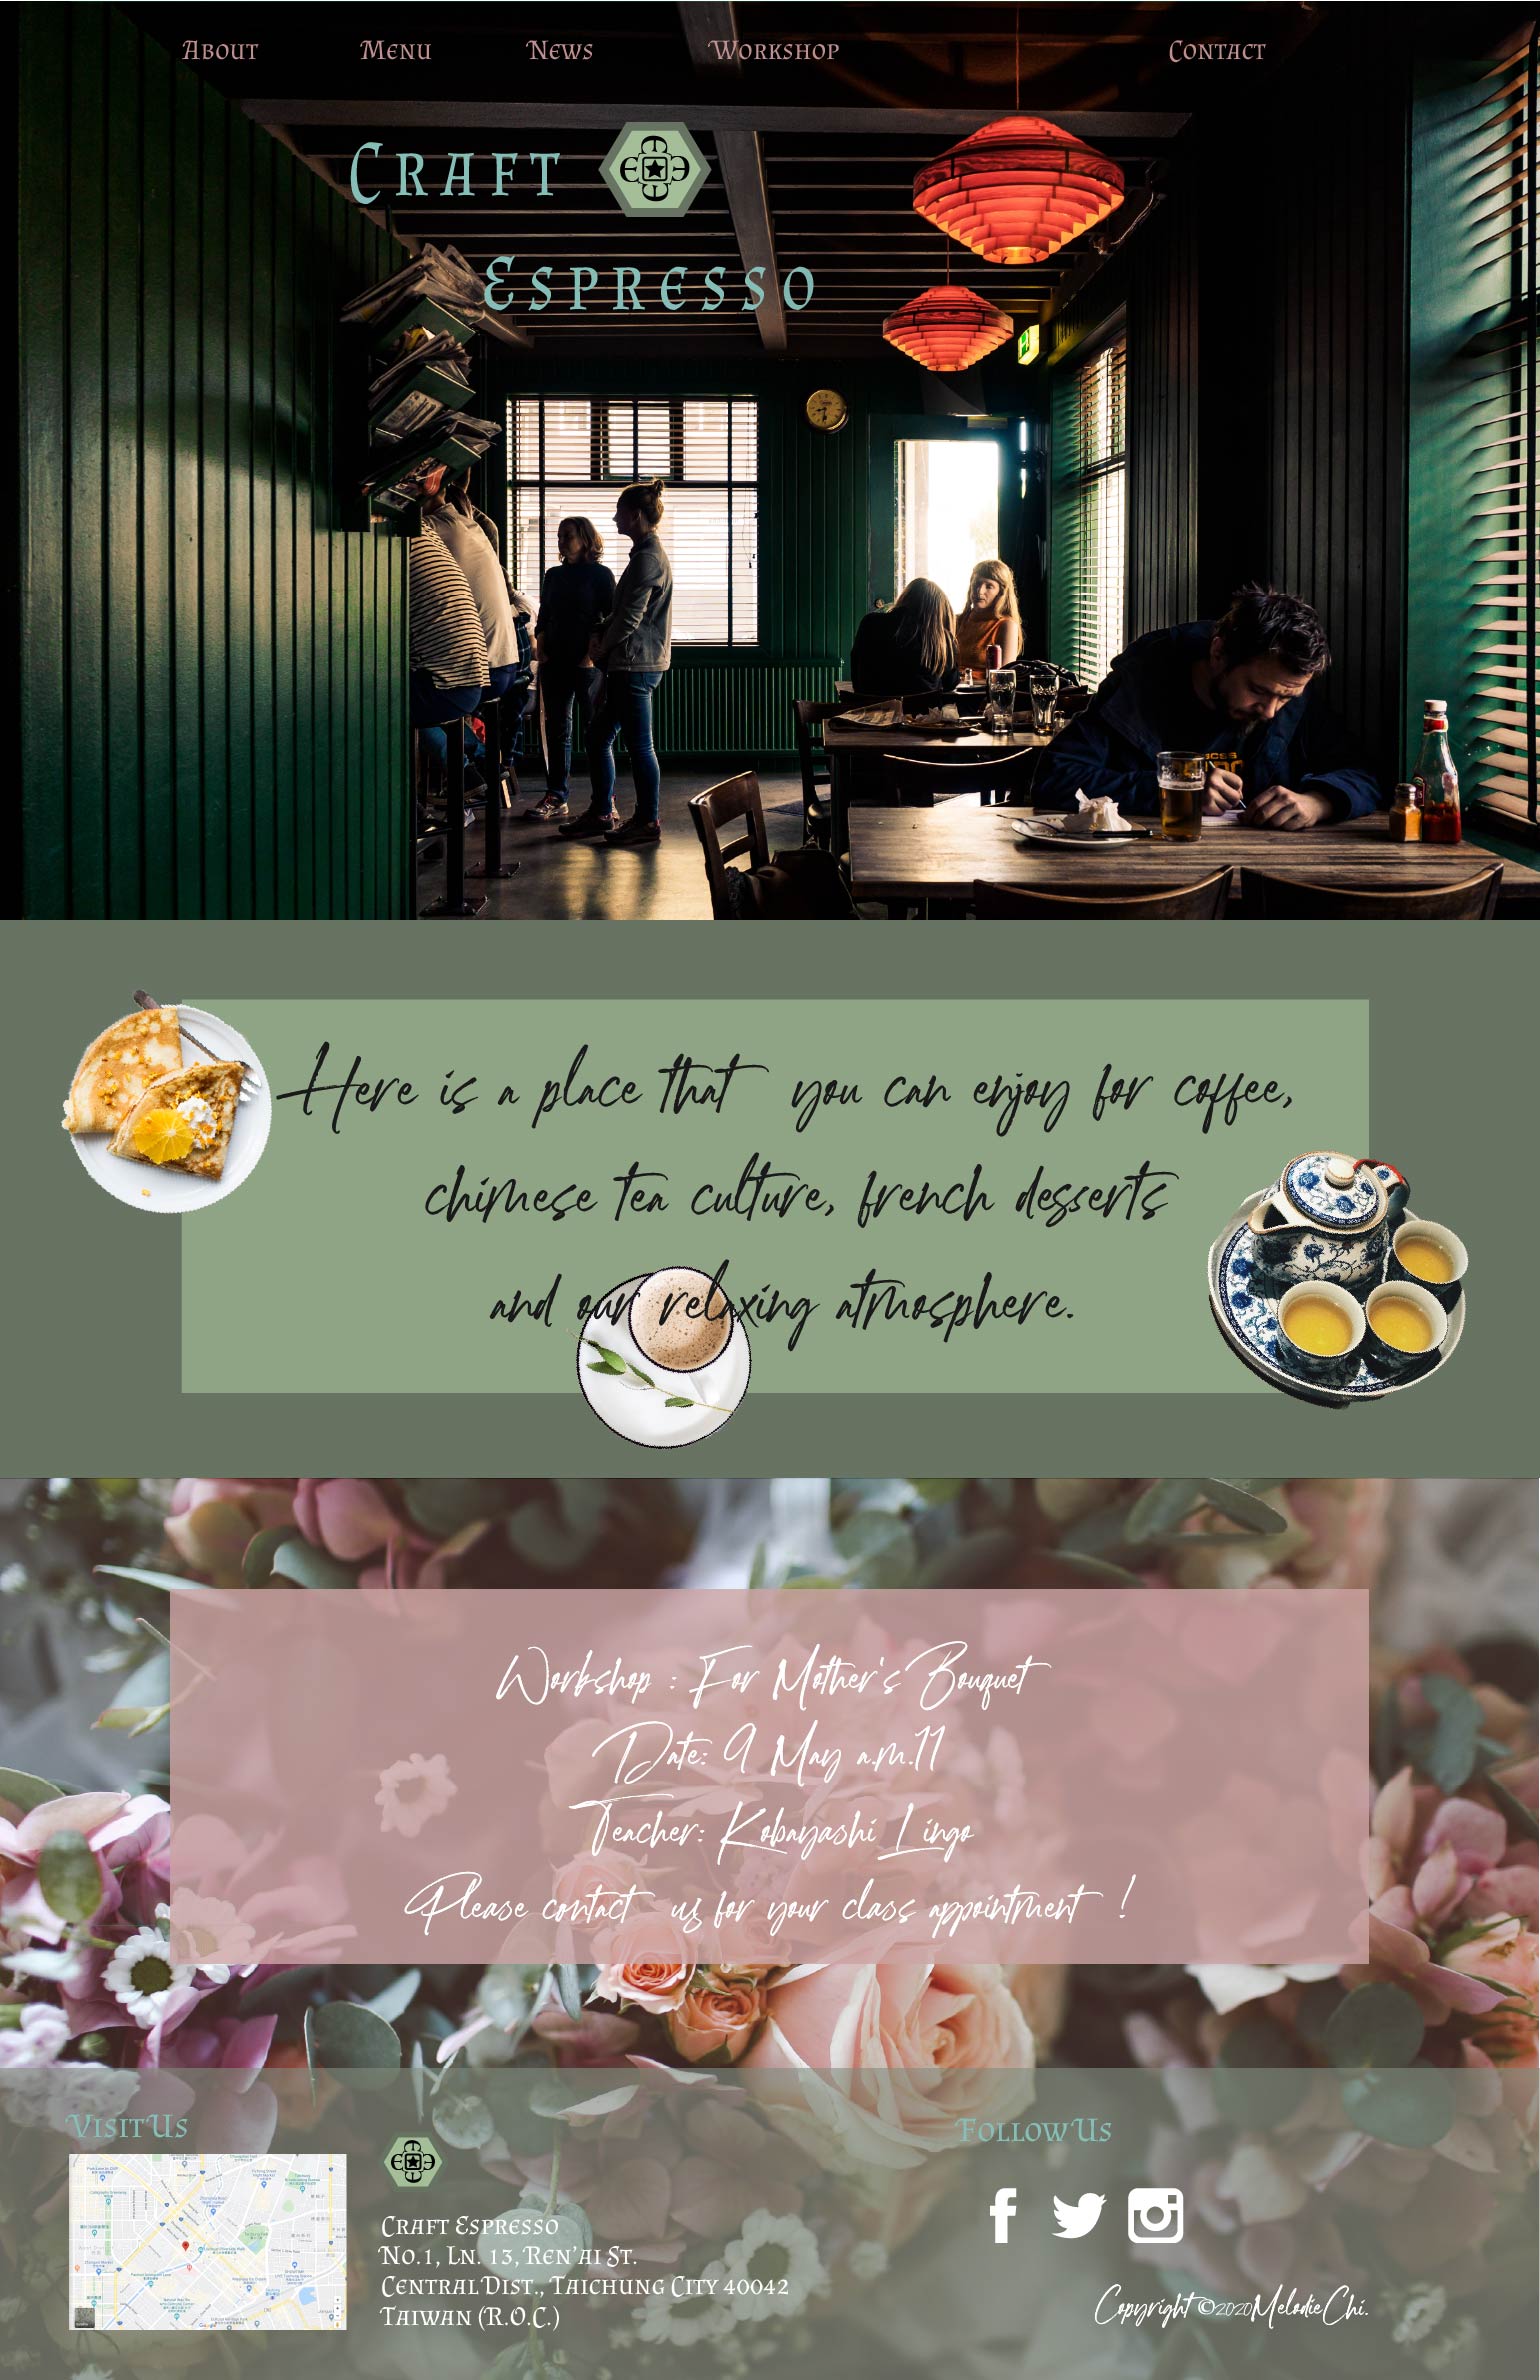 About Menu News Workshop Contact
Craft
Espresso
Here is a place that you can enjoy for coffee,
chimese tea culture, french desserts
and our relaxing atmosphere.
Workshop : For Mother's Bouquet
Date: 9 May a.m.11
Teacher: Kobayashi Lingo
Please contact us for your class appointment !
Visit Us
Follow Us
Craft Espresso
No.1, Ln. 13, Ren'ai St.
Central Dist., Taichung City 40042
Taiwan (R.O.C.)
Copyright ©2020MelodieChi.